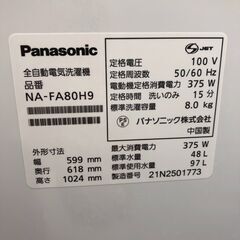 Panasonic
全自動電気洗濯機
品番
NA-FA80H9
外形寸法
幅 599 mm
奥行 618 mm
高さ 1024 mm
JET
定格電圧 100 V
定格周波数 50/60 Hz
電動機定格消費電力 375 W
定格時間 洗いのみ 15 分
標準洗濯容量 8.0 kg
パナソニック株式会社
中国製
最大消費電力 375 W
標準水量 48 L
標準使用水量 97 L
製造番号 21N2501773